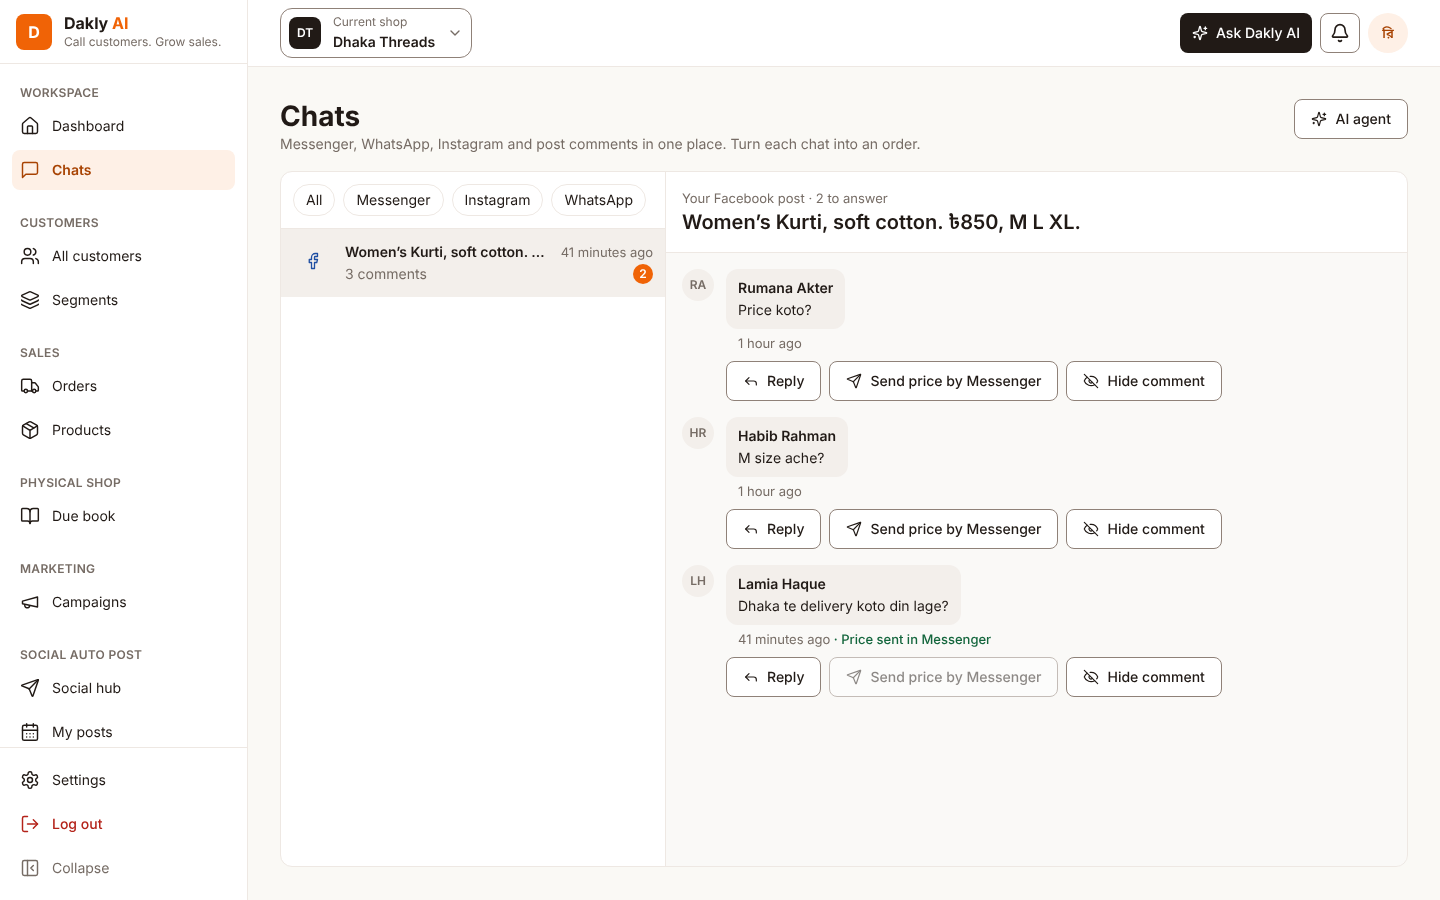 D
Dakly AI
Call customers. Grow sales.
WORKSPACE
Dashboard
Chats
CUSTOMERS
All customers
Segments
SALES
Orders
Products
PHYSICAL SHOP
Due book
MARKETING
Campaigns
SOCIAL AUTO POST
Social hub
My posts
Settings
Log out
Collapse
DT
Current shop
Dhaka Threads
Ask Dakly AI
রি
Chats
Messenger, WhatsApp, Instagram and post comments in one place. Turn each chat into an order.
AI agent
All Messenger Instagram WhatsApp
Women’s Kurti, soft cotton. ... 41 minutes ago
3 comments 2
Your Facebook post · 2 to answer
Women’s Kurti, soft cotton. ৳850, M L XL.
RA
Rumana Akter
Price koto?
1 hour ago
Reply Send price by Messenger Hide comment
HR
Habib Rahman
M size ache?
1 hour ago
Reply Send price by Messenger Hide comment
LH
Lamia Haque
Dhaka te delivery koto din lage?
41 minutes ago · Price sent in Messenger
Reply Send price by Messenger Hide comment